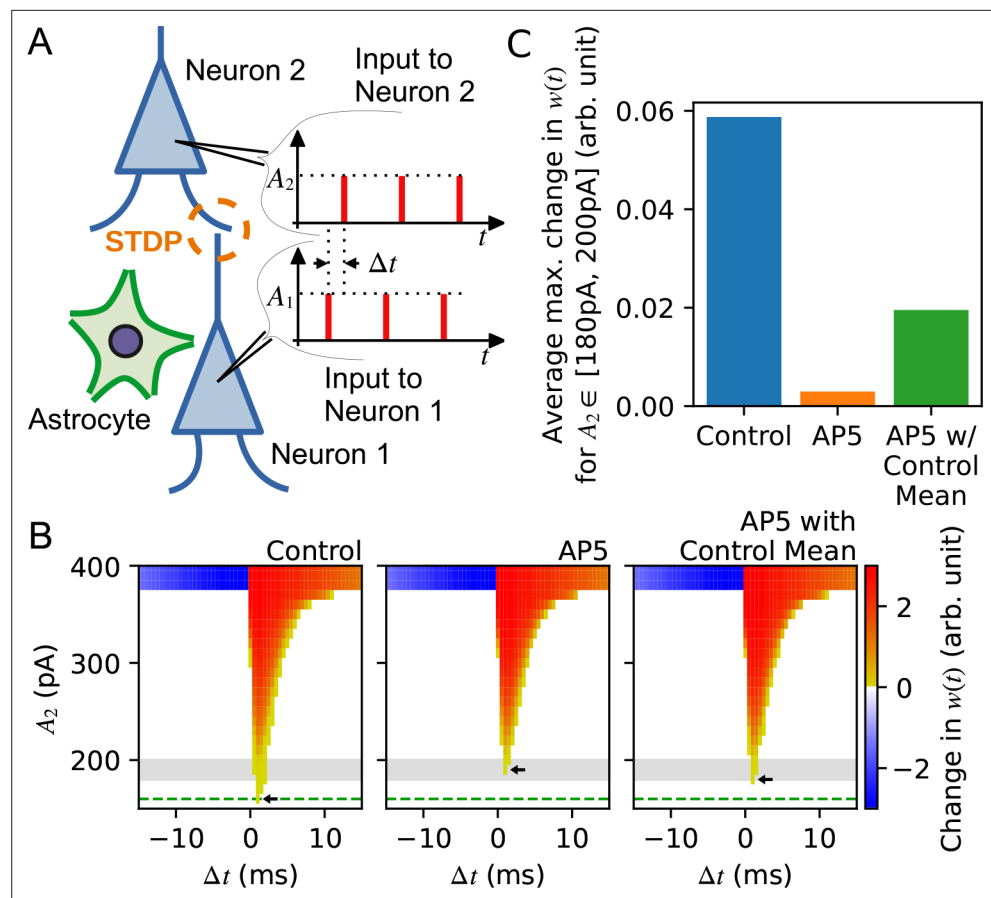 A
Neuron 2
Input to
Neuron 2
A₂
t
STDP
Δt
A₁
t
Astrocyte
Input to
Neuron 1
Neuron 1
C
Average max. change in w(t)
for A₂ ∈ [180pA, 200pA] (arb. unit)
0.06
0.04
0.02
0.00
Control
AP5
AP5 w/
Control
Mean
B
Control
AP5
AP5 with
Control Mean
A₂ (pA)
400
300
200
−10 0 10
Δt (ms)
−10 0 10
Δt (ms)
−10 0 10
Δt (ms)
2
0
−2
Change in w(t) (arb. unit)